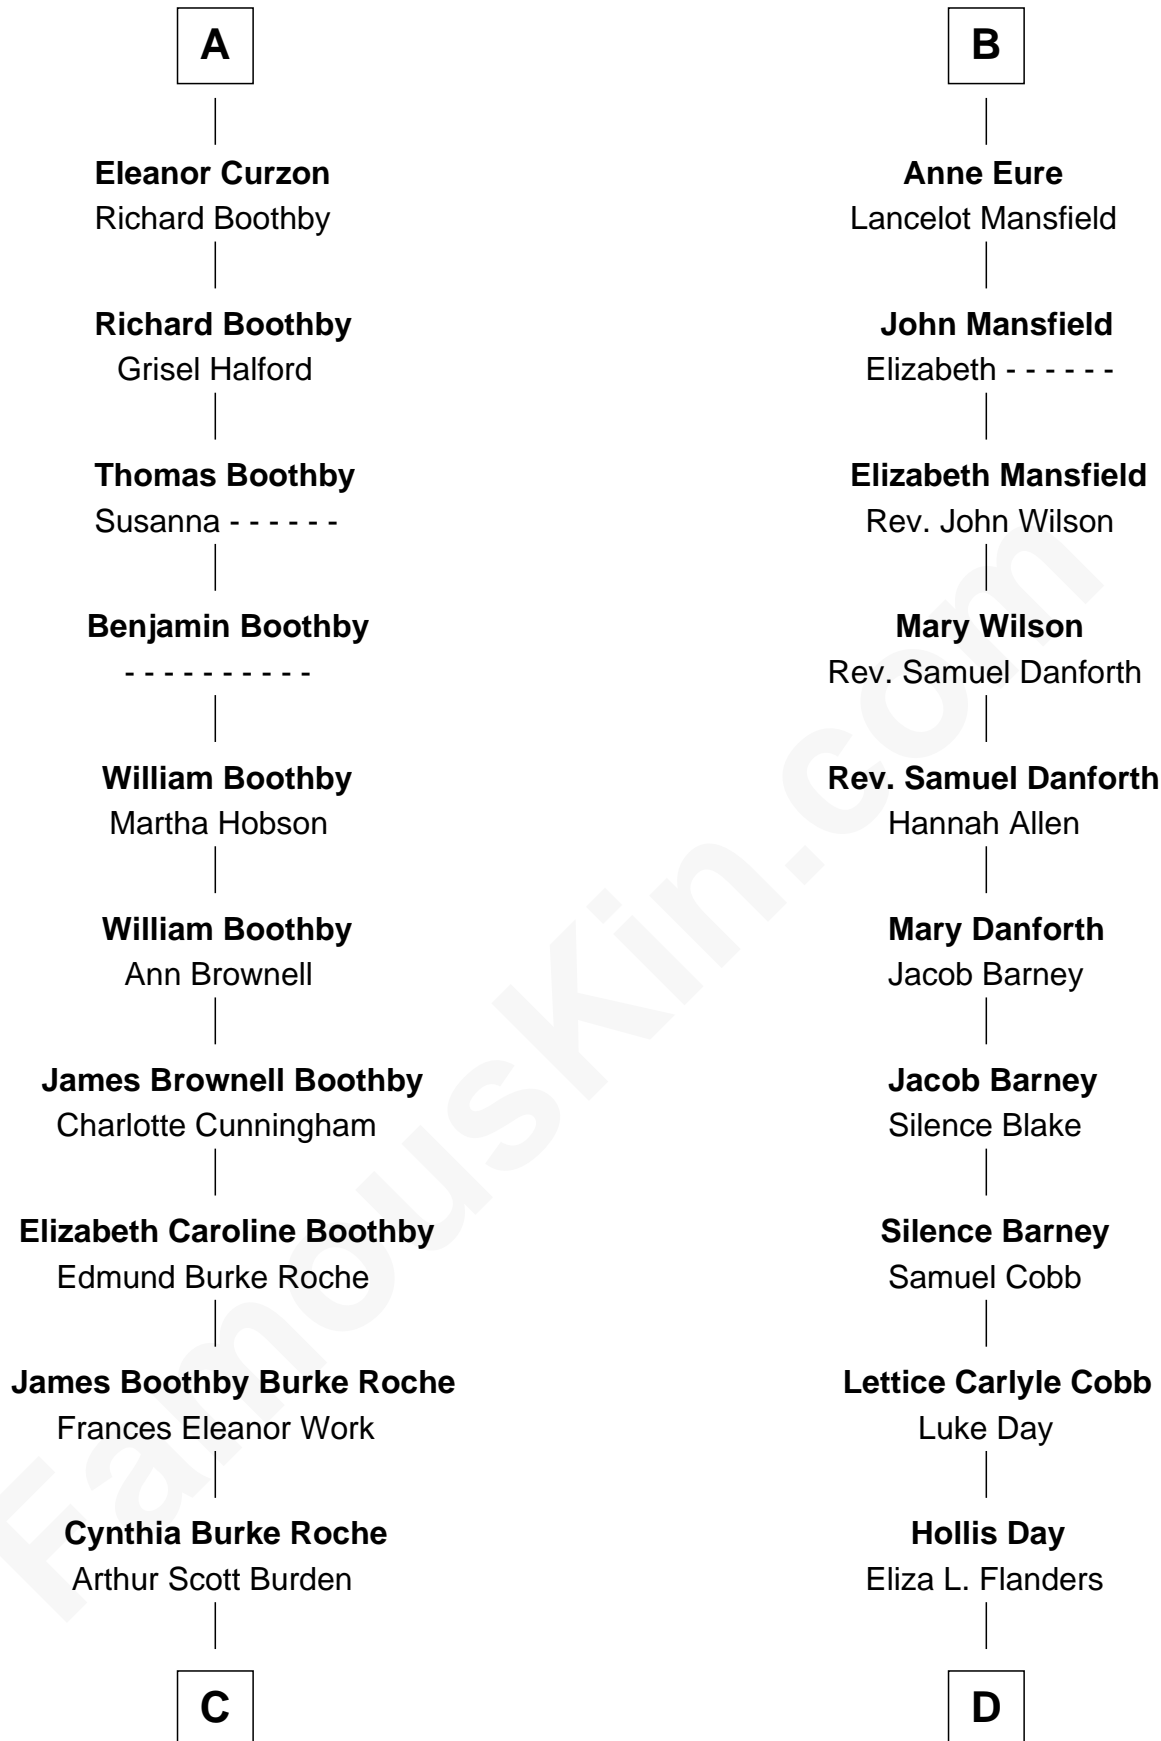 A
Eleanor Curzon
Richard Boothby
Richard Boothby
Grisel Halford
Thomas Boothby
Susanna - - - - - -
Benjamin Boothby
- - - - - - - - - -
William Boothby
Martha Hobson
William Boothby
Ann Brownell
James Brownell Boothby
Charlotte Cunningham
Elizabeth Caroline Boothby
Edmund Burke Roche
James Boothby Burke Roche
Frances Eleanor Work
Cynthia Burke Roche
Arthur Scott Burden
C
B
Anne Eure
Lancelot Mansfield
John Mansfield
Elizabeth - - - - - -
Elizabeth Mansfield
Rev. John Wilson
Mary Wilson
Rev. Samuel Danforth
Rev. Samuel Danforth
Hannah Allen
Mary Danforth
Jacob Barney
Jacob Barney
Silence Blake
Silence Barney
Samuel Cobb
Lettice Carlyle Cobb
Luke Day
Hollis Day
Eliza L. Flanders
D
FamousKin.com